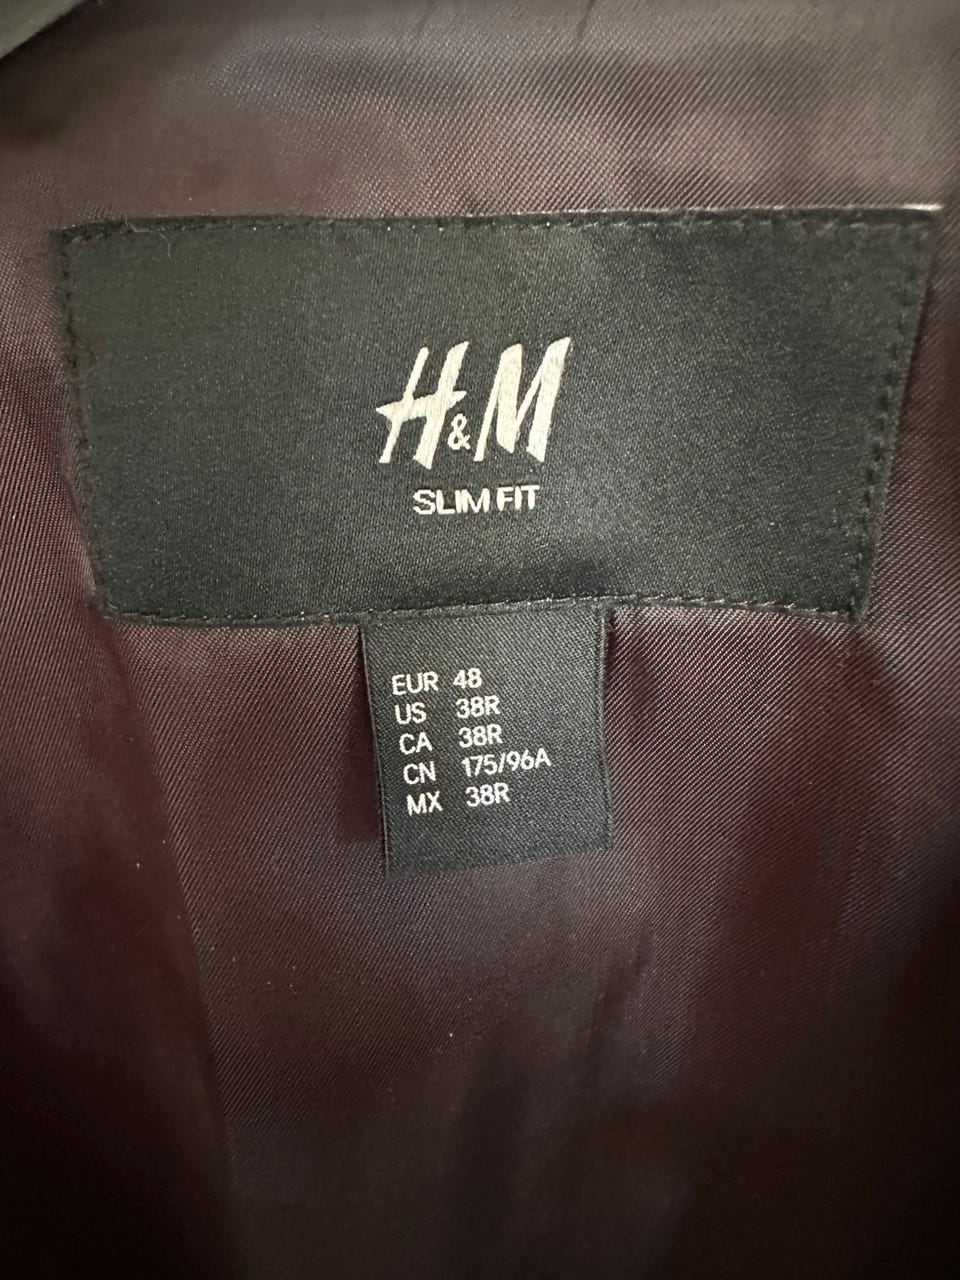 H&M
SLIM FIT
EUR 48
US 38R
CA 38R
CN 175/96A
MX 38R